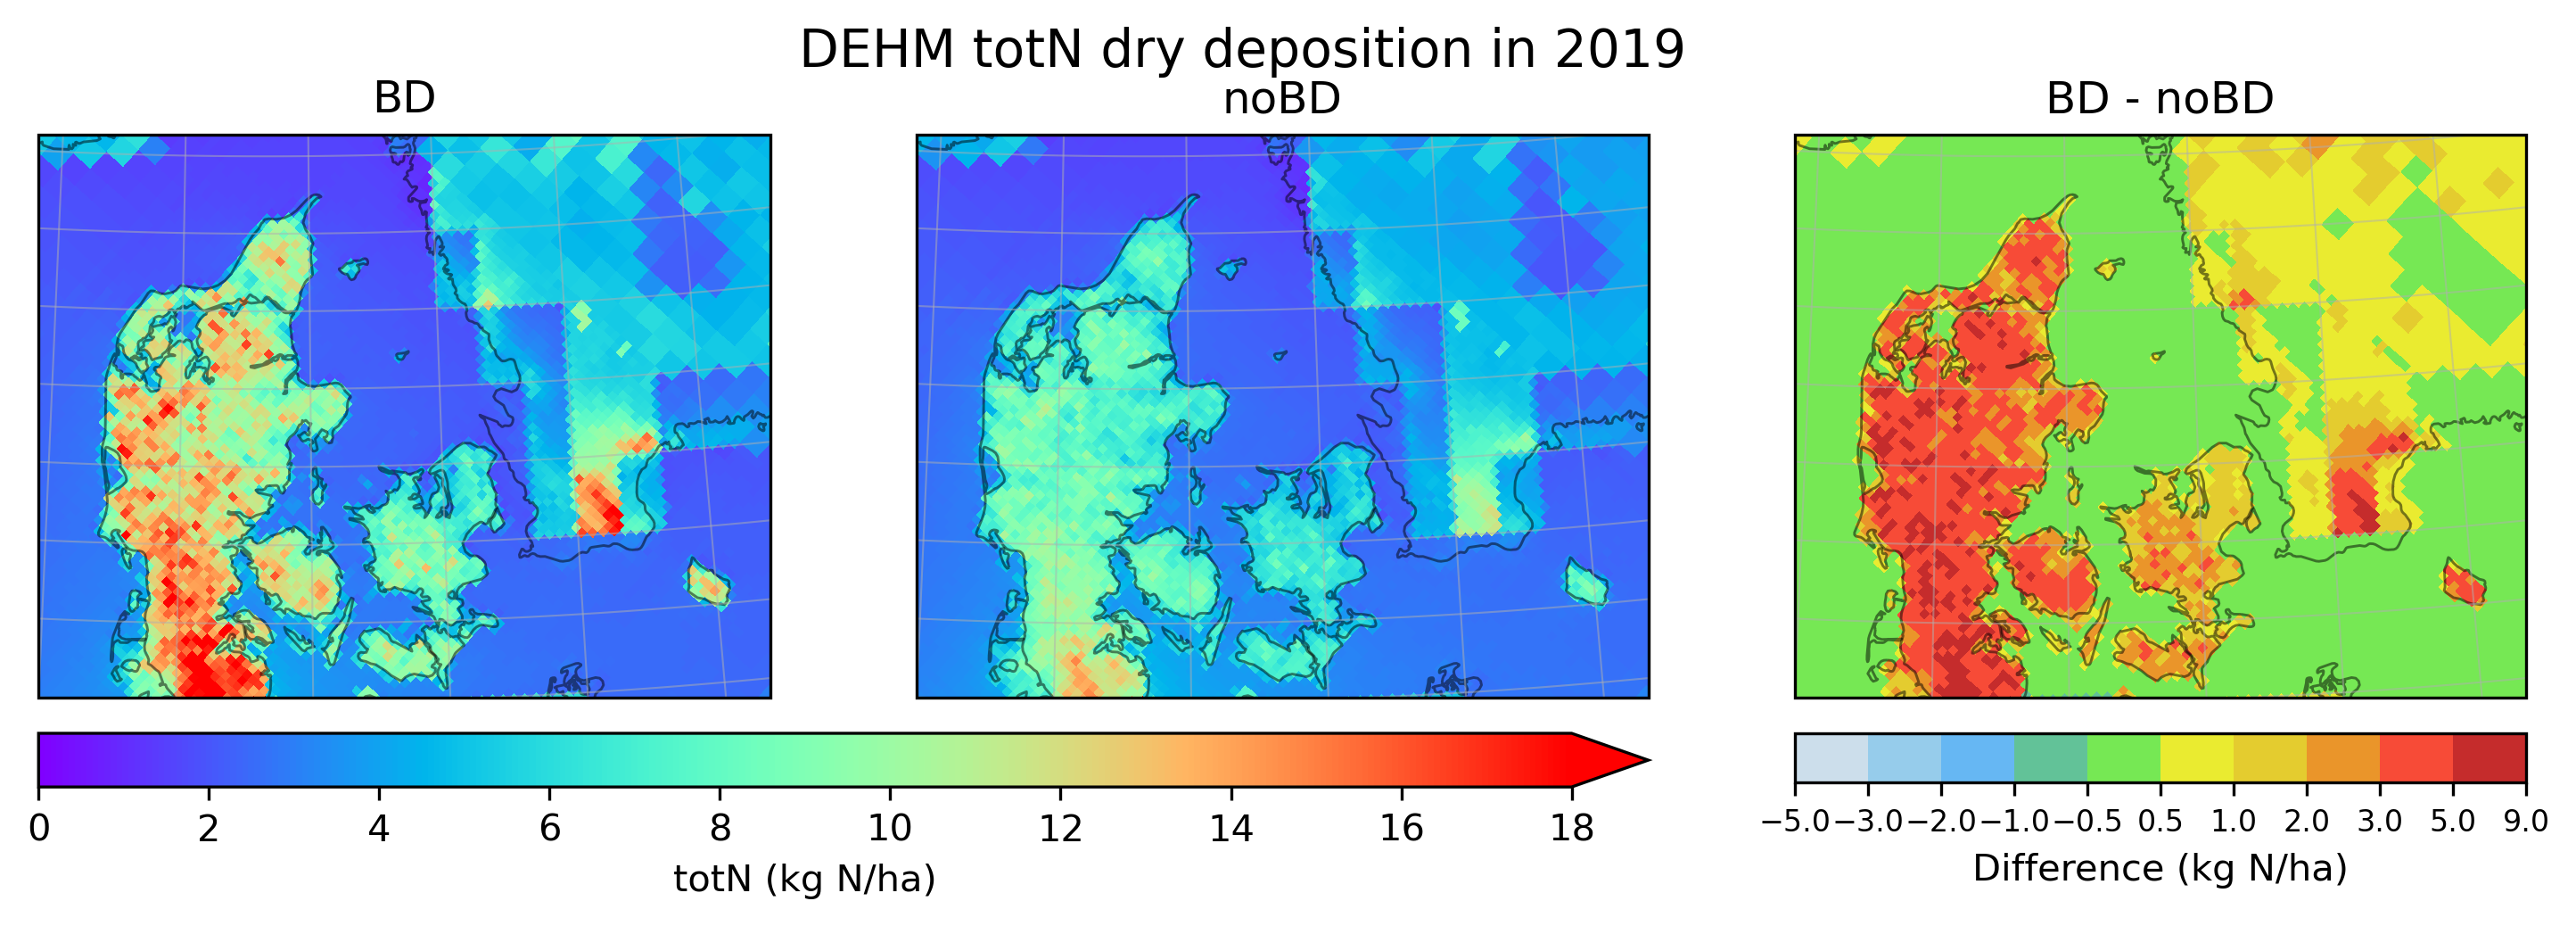 DEHM totN dry deposition in 2019
BD
noBD
BD - noBD
0 2 4 6 8 10 12 14 16 18
totN (kg N/ha)
−5.0 −3.0 −2.0 −1.0 −0.5 0.5 1.0 2.0 3.0 5.0 9.0
Difference (kg N/ha)